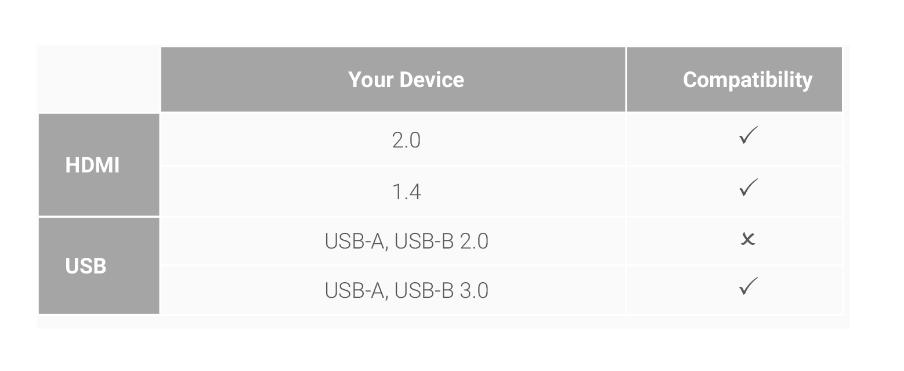 Your Device Compatibility
HDMI
2.0 ✓
1.4 ✓
USB
USB-A, USB-B 2.0 ✗
USB-A, USB-B 3.0 ✓